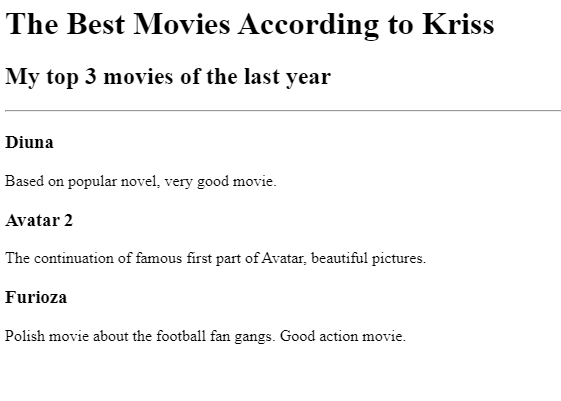 The Best Movies According to Kriss
My top 3 movies of the last year
Diuna
Based on popular novel, very good movie.
Avatar 2
The continuation of famous first part of Avatar, beautiful pictures.
Furioza
Polish movie about the football fan gangs. Good action movie.